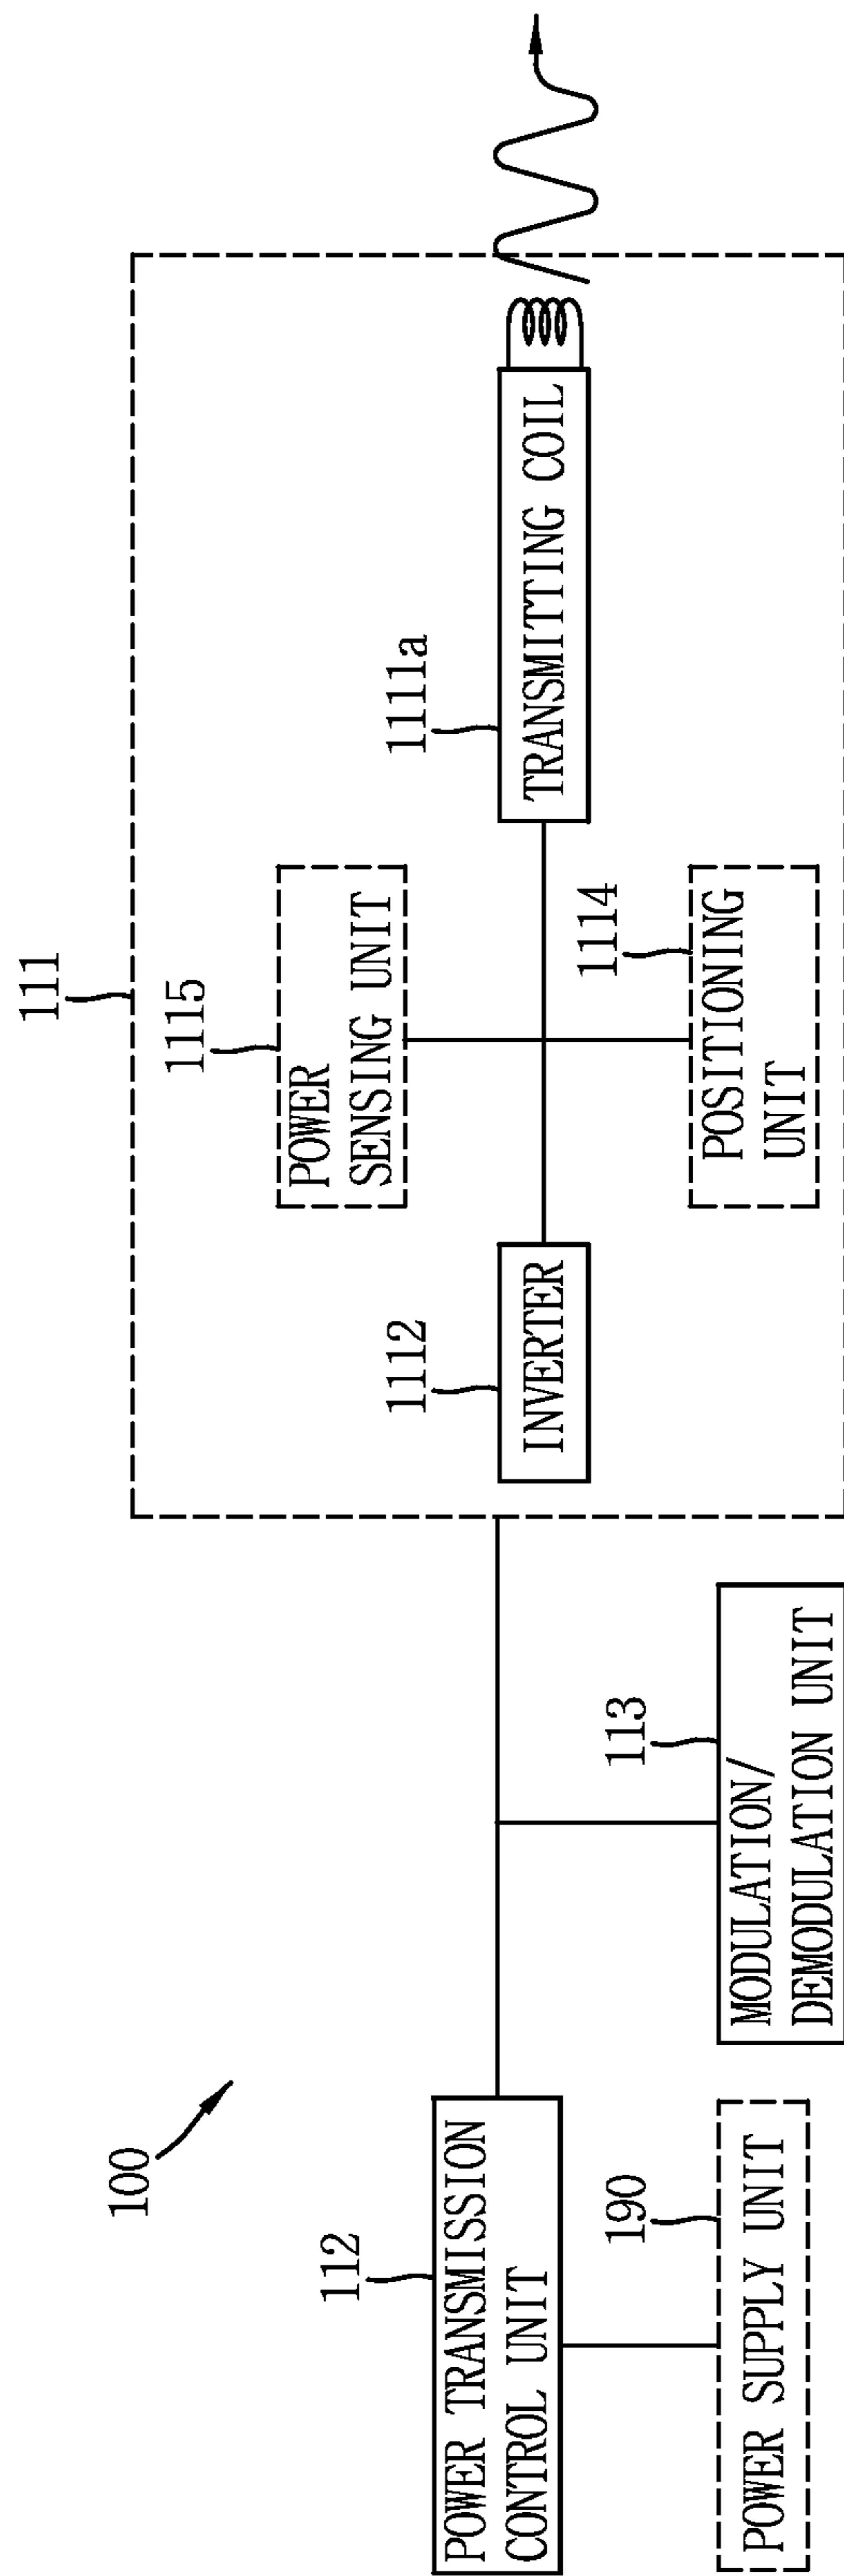 100
112
POWER TRANSMISSION
CONTROL UNIT
190
POWER SUPPLY UNIT
113
MODULATION/
DEMODULATION UNIT
111
1112
INVERTER
1115
POWER
SENSING UNIT
1114
POSITIONING
UNIT
1111a
TRANSMITTING COIL